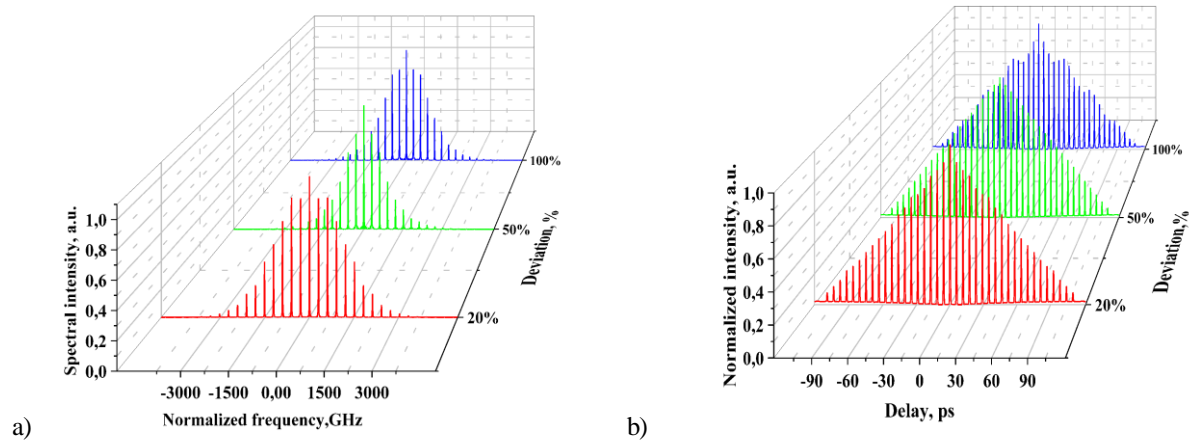 Spectral intensity, a.u.
1,0
0,8
0,6
0,4
0,2
0,0
-3000 -1500 0,00 1500 3000
Normalized frequency,GHz
20%
50%
100%
Deviation,%
a)
Normalized intensity, a.u.
1,0
0,8
0,6
0,4
0,2
0,0
-90 -60 -30 0 30 60 90
Delay, ps
20%
50%
100%
Deviation,%
b)